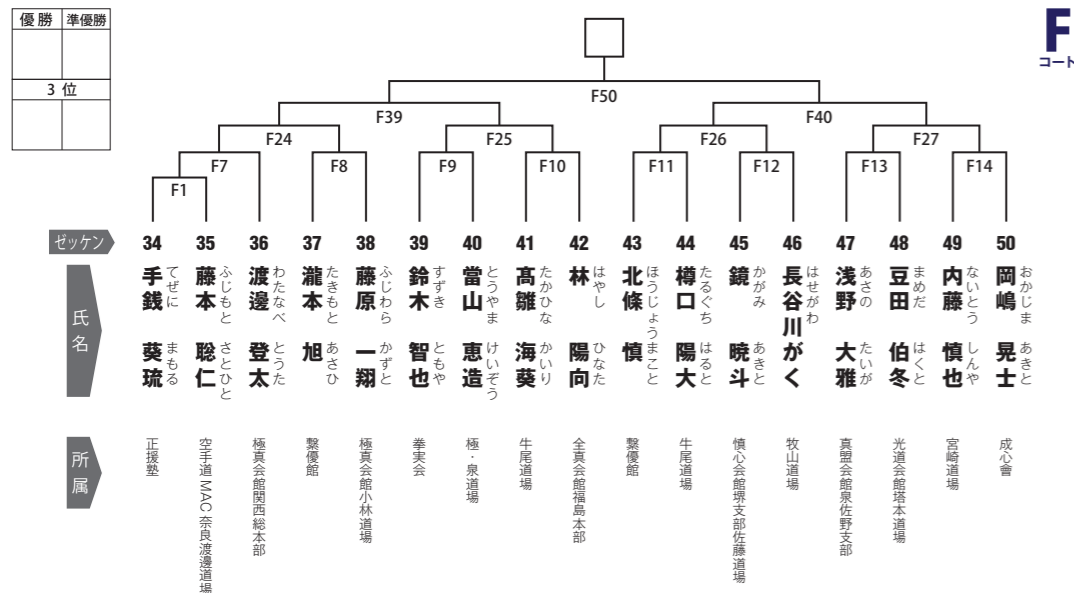 優勝 準優勝
3 位
F
コート
F50
F39 F40
F24 F25 F26 F27
F7 F8 F9 F10 F11 F12 F13 F14
F1
ゼッケン 34 35 36 37 38 39 40 41 42 43 44 45 46 47 48 49 50
氏名
手銭 葵琉
てぜに まもる
藤本 聡仁
ふじもと さとひと
渡邊 登太
わたなべ とうた
瀧本 旭
たきもと あさひ
藤原 一翔
ふじわら かずと
鈴木 智也
すずき ともや
當山 恵造
とうやま けいぞう
髙雛 海葵
たかひな かいり
林 陽向
はやし ひなた
北條 慎
ほうじょう まこと
樽口 陽大
たるぐち はると
鏡 暁斗
かがみ あきと
長谷川 がく
はせがわ
浅野 大雅
あさの たいが
豆田 伯冬
まめだ はくと
内藤 慎也
ないとう しんや
岡嶋 晃士
おかじま あきと
所属
正援塾
空手道 MAC 奈良渡邊道場
極真会館関西総本部
繋優館
極真会館小林道場
拳実会
極・泉道場
牛尾道場
全真会館福島本部
繋優館
牛尾道場
慎心会館堺支部佐藤道場
牧山道場
真盟会館泉佐野支部
光道会館塔本道場
宮崎道場
成心會